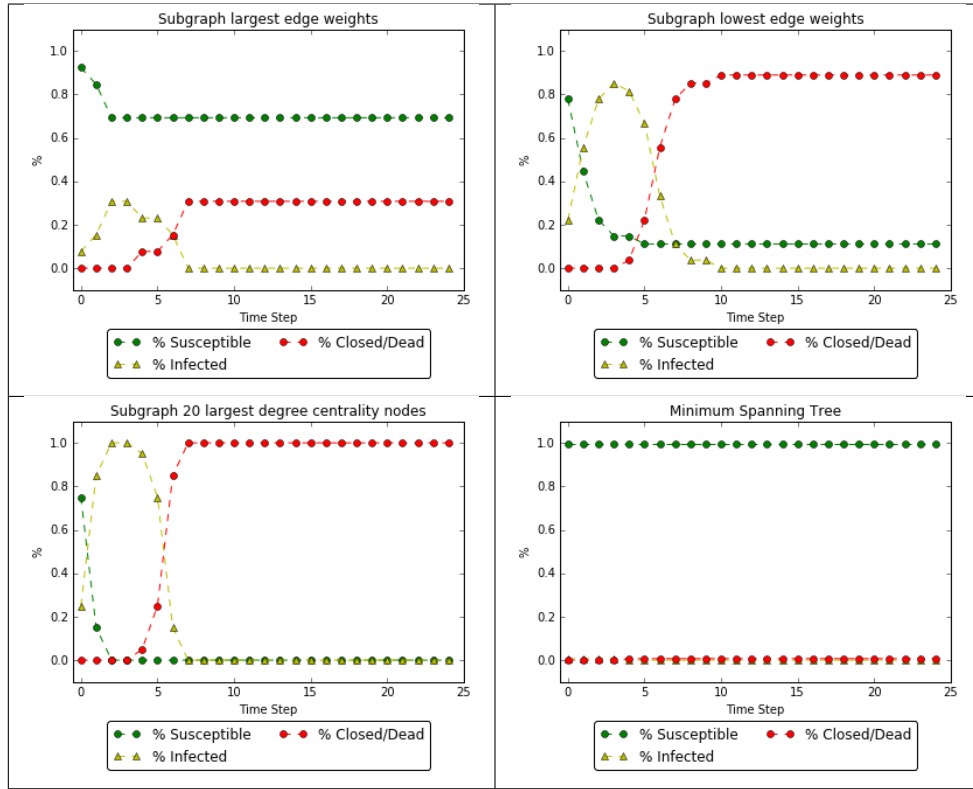 Subgraph largest edge weights
1.0
0.8
0.6
%
0.4
0.2
0.0
0 5 10 15 20 25
Time Step
% Susceptible % Closed/Dead
% Infected
Subgraph lowest edge weights
1.0
0.8
0.6
%
0.4
0.2
0.0
0 5 10 15 20 25
Time Step
% Susceptible % Closed/Dead
% Infected
Subgraph 20 largest degree centrality nodes
1.0
0.8
0.6
%
0.4
0.2
0.0
0 5 10 15 20 25
Time Step
% Susceptible % Closed/Dead
% Infected
Minimum Spanning Tree
1.0
0.8
0.6
%
0.4
0.2
0.0
0 5 10 15 20 25
Time Step
% Susceptible % Closed/Dead
% Infected